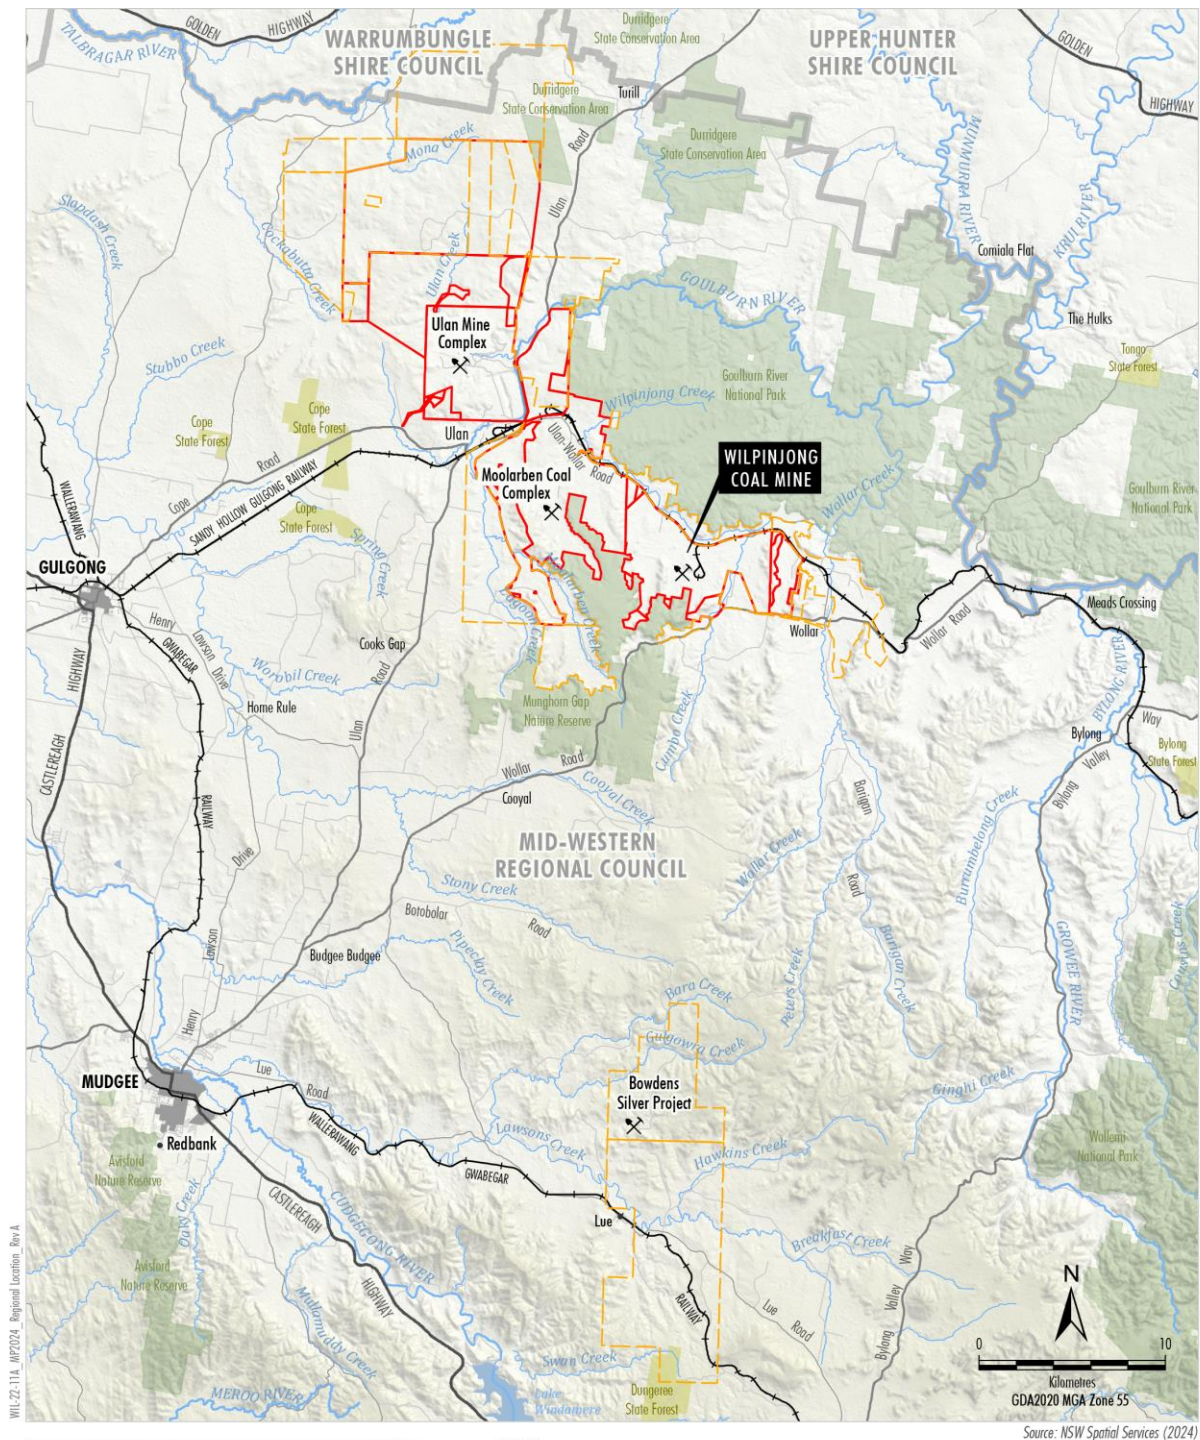 GOLDEN
HIGHWAY
TALBRAGAR RIVER
WARRUMBUNGLE
SHIRE COUNCIL
Durridgere
State Conservation Area
UPPER HUNTER
SHIRE COUNCIL
GOLDEN
HIGHWAY
Durridgere
State Conservation Area
Turill
Durridgere
State Conservation Area
Road
Mona Creek
Ulan
MUNMURRA RIVER
KRUI RIVER
Slapdash Creek
Cockabutta Creek
Ulan Creek
Comiala Flat
GOULBURN RIVER
The Hulks
Ulan Mine
Complex
Stubbo Creek
Tongo
State Forest
Goulburn River
National Park
Wilpinjong Creek
Cope
State Forest
Cope
State Forest
Ulan
Ulan-Wollar Road
WILPINJONG
COAL MINE
Cope
Road
SANDY HOLLOW GULGONG RAILWAY
WALLERAWANG
Moolarben Coal
Complex
Wollar Creek
Goulburn River
National Park
Cope
State Forest
Spring Creek
GULGONG
Moolarben Creek
Lagoon Creek
Meads Crossing
Wollar Road
Wollar
Henry
Lawson
Drive
GWABEGAR
HIGHWAY
Cooks Gap
Road
Worobil Creek
BYLONG RIVER
Home Rule
Munghorn Gap
Nature Reserve
Cumbo Creek
Way
Bylong
Ulan
Bylong
State Forest
CASTLEREAGH
Wollar
Road
Valley
Bylong
Cooyal
Cooyal Creek
Barigan
RAILWAY
MID-WESTERN
REGIONAL COUNCIL
Burrumbelong Creek
Drive
Wollar Creek
Stony Creek
Road
Botobolar
Road
Lawson
Budgee Budgee
Pipeclay Creek
Barigan Creek
GROWEE RIVER
Peters Creek
Bara Creek
Henry
Gulgowra Creek
Lue
Road
MUDGEE
Bowdens
Silver Project
Ginghi Creek
WALLERAWANG
Lawsons Creek
Redbank
Hawkins Creek
Wollemi
National Park
Avisford
Nature Reserve
GWABEGAR
Oaky Creek
CASTLEREAGH
CUDGEGONG RIVER
Lue
Breakfast Creek
Way
Avisford
Nature Reserve
HIGHWAY
N
Mullamuddy Creek
RAILWAY
Lue
Road
Valley
Bylong
0 10
Kilometres
GDA2020 MGA Zone 55
Swan Creek
MEROO RIVER
Lake
Windamere
Dungeree
State Forest
WIL-22-11A_MP2024_Regional Location_Rev A
Source: NSW Spatial Services (2024)